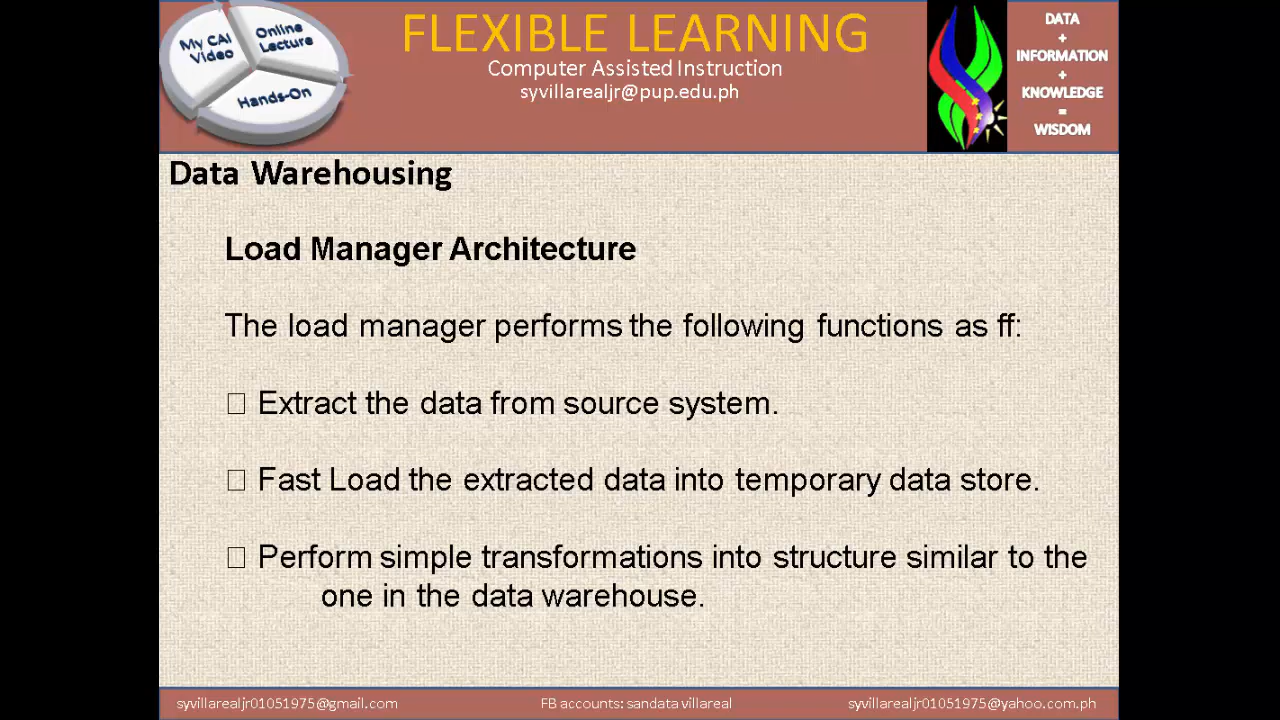 My CAI
Video
Online
Lecture
Hands-On
FLEXIBLE LEARNING
Computer Assisted Instruction
syvillarealjr@pup.edu.ph
DATA
+
INFORMATION
+
KNOWLEDGE
=
WISDOM
Data Warehousing
Load Manager Architecture
The load manager performs the following functions as ff:
□ Extract the data from source system.
□ Fast Load the extracted data into temporary data store.
□ Perform simple transformations into structure similar to the
one in the data warehouse.
syvillarealjr01051975@gmail.com
FB accounts: sandata villareal
syvillarealjr01051975@yahoo.com.ph